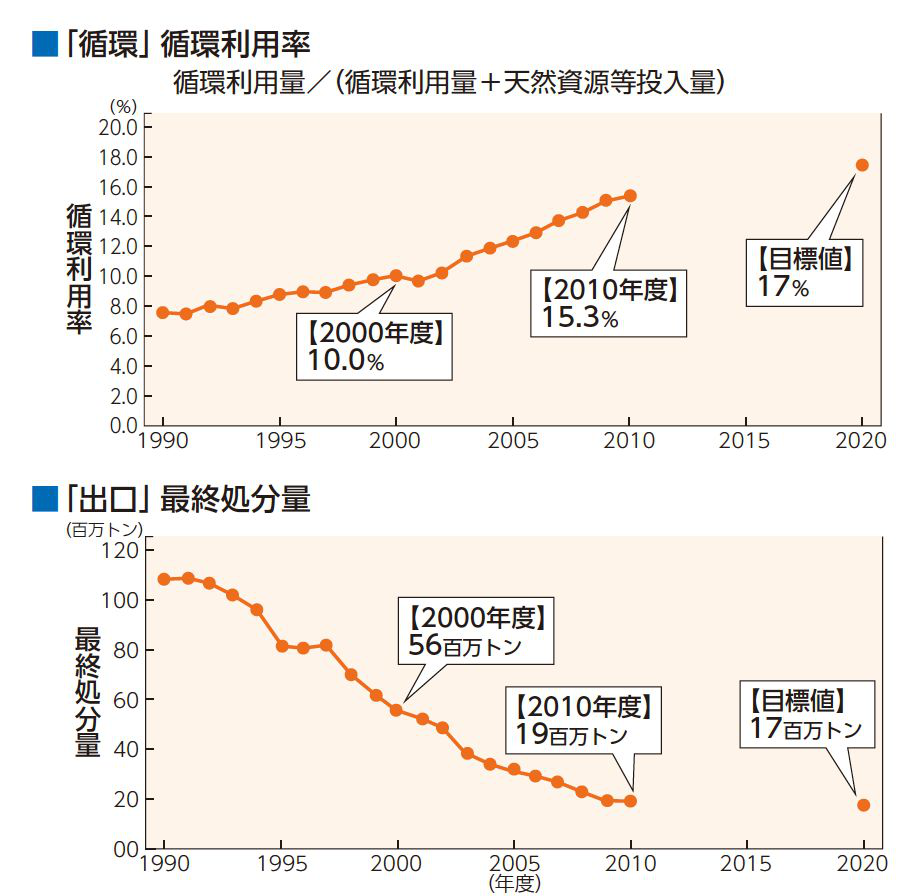 ■「循環」循環利用率
循環利用量／（循環利用量＋天然資源等投入量）
(%)
20.0
18.0
16.0
14.0
12.0
10.0
8.0
6.0
4.0
2.0
0.0
循環利用率
【2000年度】
10.0%
【2010年度】
15.3%
【目標値】
17%
1990 1995 2000 2005 2010 2015 2020
■「出口」最終処分量
(百万トン)
120
100
80
60
40
20
00
最終処分量
【2000年度】
56百万トン
【2010年度】
19百万トン
【目標値】
17百万トン
1990 1995 2000 2005 2010 2015 2020
(年度)